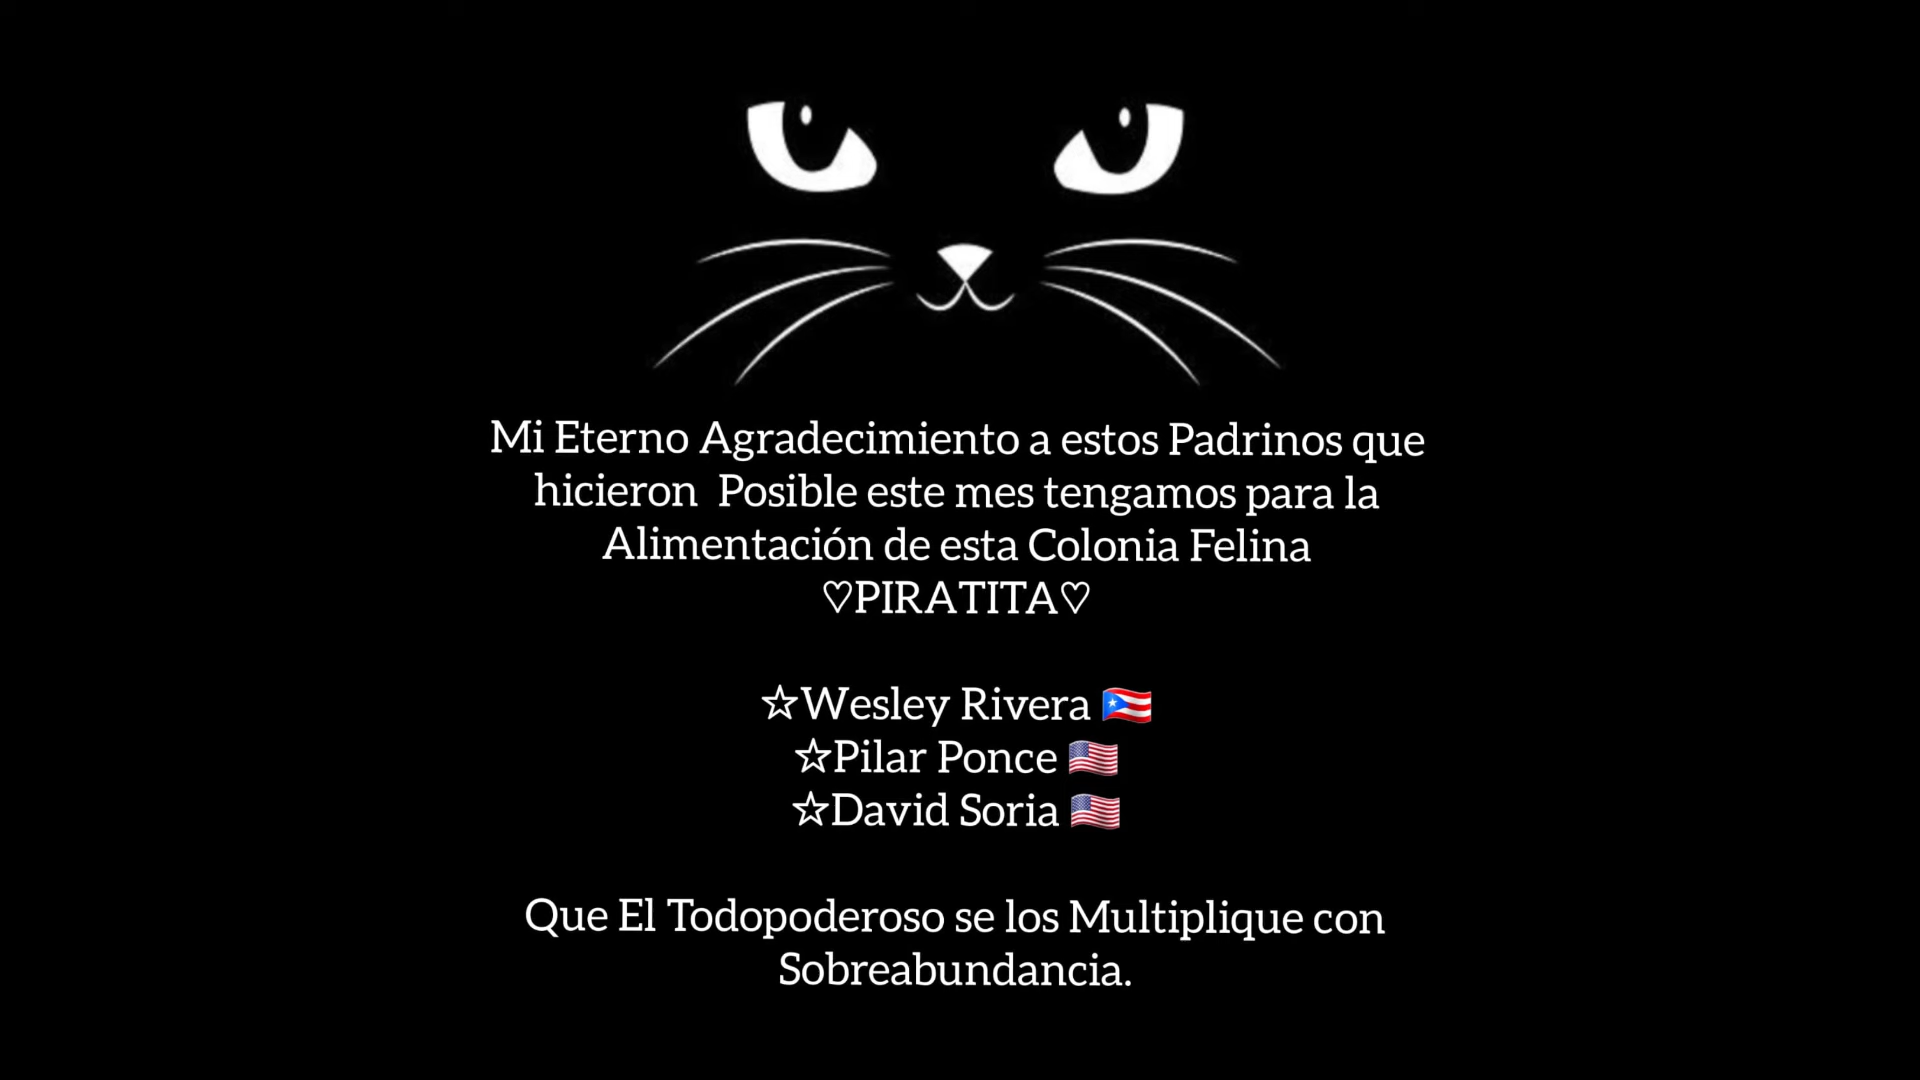 Mi Eterno Agradecimiento a estos Padrinos que
hicieron  Posible este mes tengamos para la
Alimentación de esta Colonia Felina
♡PIRATITA♡
☆Wesley Rivera 🇵🇷
☆Pilar Ponce 🇺🇸
☆David Soria 🇺🇸
Que El Todopoderoso se los Multiplique con
Sobreabundancia.